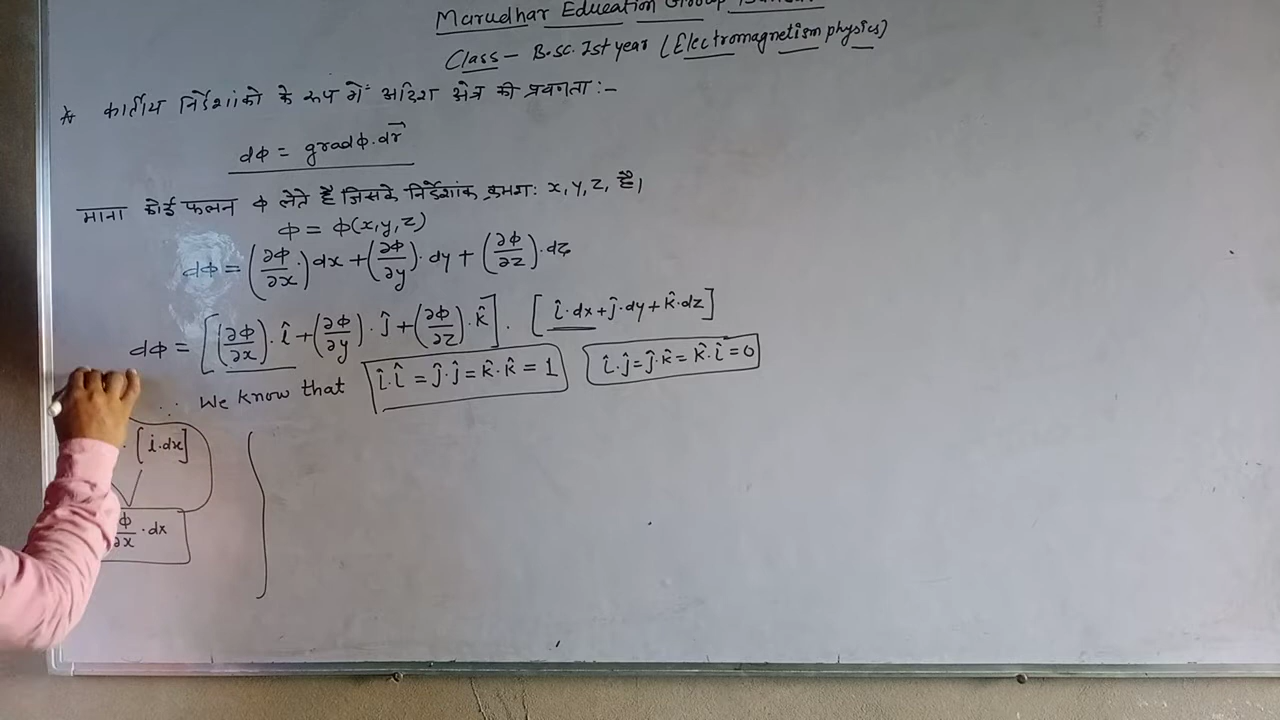 Marudhar Education Group
Class - B.sc. Ist year (Electromagnetism physics)
* कार्तीय निर्देशांको के रूप में अदिश क्षेत्र की प्रवणता :-
dϕ = gradϕ.dr⃗
माना कोई फलन ϕ लेते है जिसके निर्देशांक क्रमश: x, y, z, है।
ϕ = ϕ(x,y,z)
dϕ = (∂ϕ/∂x) dx + (∂ϕ/∂y). dy + (∂ϕ/∂z). dz
dϕ = [(∂ϕ/∂x). î + (∂ϕ/∂y). ĵ + (∂ϕ/∂z). k̂]. [î.dx + ĵ.dy + k̂.dz]
∵ We know that î.î = ĵ.ĵ = k̂.k̂ = 1 î.ĵ = ĵ.k̂ = k̂.î = 0
. [i.dx]
ϕ/∂x . dx